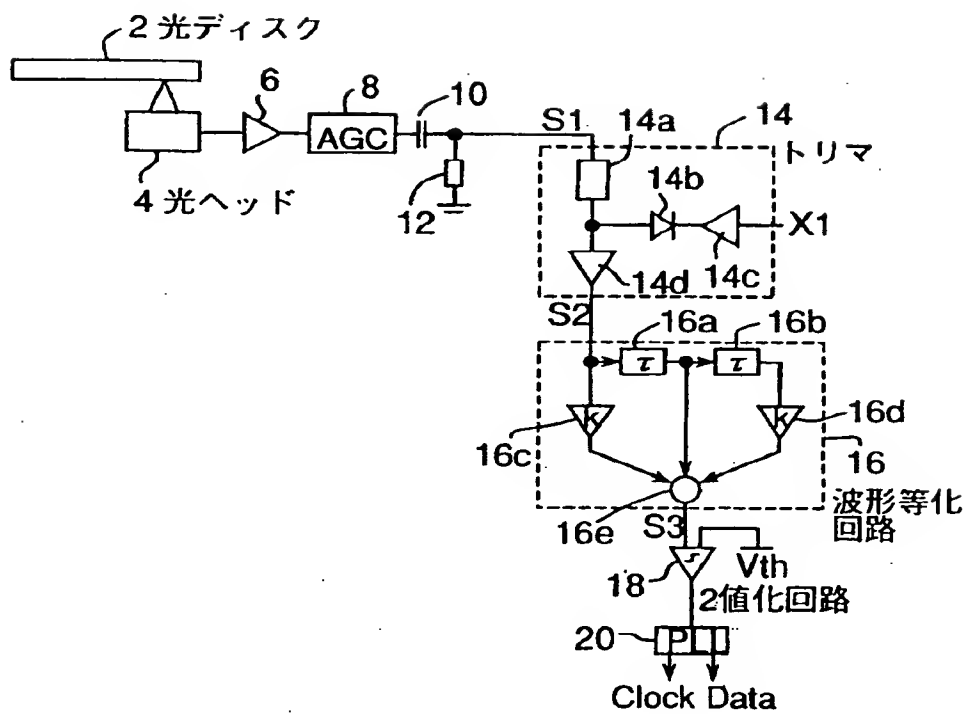 2光ディスク
6
8
10
AGC
4光ヘッド
12
S1
14a
14
トリマ
14b
X1
14c
14d
S2
16a
16b
τ
τ
K
K
16d
16c
16
16e
波形等化
回路
S3
18
Vth
2値化回路
20
P
Clock Data